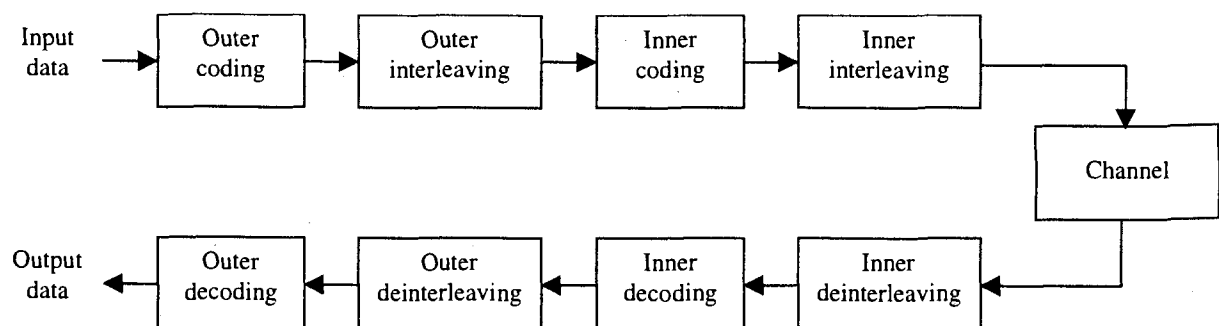 Input
data
Outer
coding
Outer
interleaving
Inner
coding
Inner
interleaving
Channel
Output
data
Outer
decoding
Outer
deinterleaving
Inner
decoding
Inner
deinterleaving